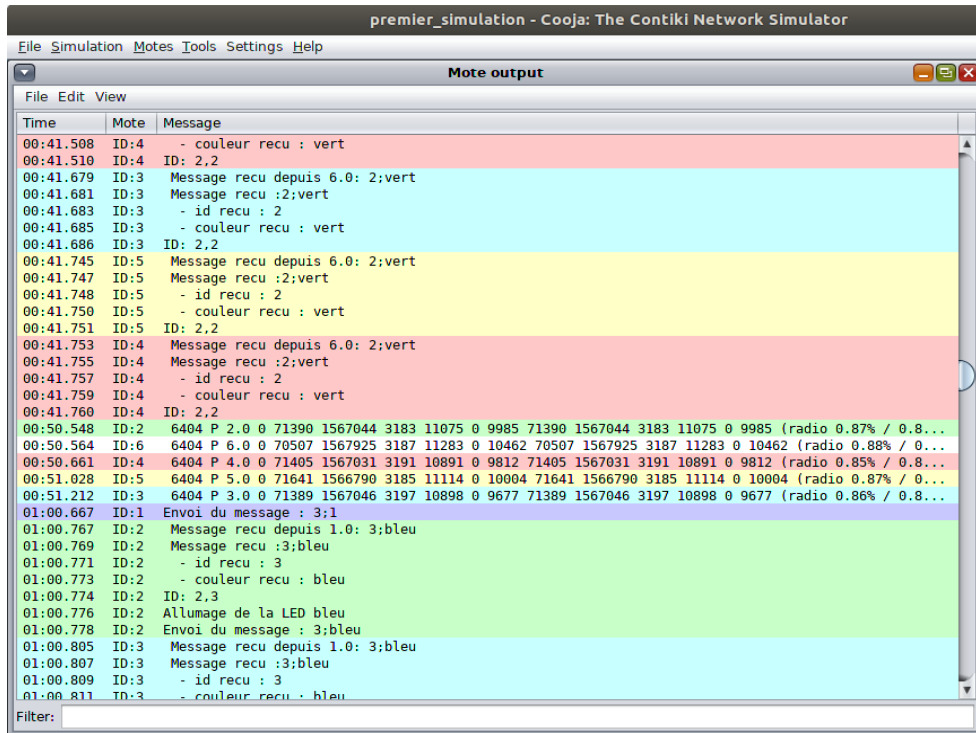 premier_simulation - Cooja: The Contiki Network Simulator
File Simulation Motes Tools Settings Help
Mote output
File Edit View
Time Mote Message
00:41.508 ID:4 - couleur recu : vert
00:41.510 ID:4 ID: 2,2
00:41.679 ID:3 Message recu depuis 6.0: 2;vert
00:41.681 ID:3 Message recu :2;vert
00:41.683 ID:3 - id recu : 2
00:41.685 ID:3 - couleur recu : vert
00:41.686 ID:3 ID: 2,2
00:41.745 ID:5 Message recu depuis 6.0: 2;vert
00:41.747 ID:5 Message recu :2;vert
00:41.748 ID:5 - id recu : 2
00:41.750 ID:5 - couleur recu : vert
00:41.751 ID:5 ID: 2,2
00:41.753 ID:4 Message recu depuis 6.0: 2;vert
00:41.755 ID:4 Message recu :2;vert
00:41.757 ID:4 - id recu : 2
00:41.759 ID:4 - couleur recu : vert
00:41.760 ID:4 ID: 2,2
00:50.548 ID:2 6404 P 2.0 0 71390 1567044 3183 11075 0 9985 71390 1567044 3183 11075 0 9985 (radio 0.87% / 0.8...
00:50.564 ID:6 6404 P 6.0 0 70507 1567925 3187 11283 0 10462 70507 1567925 3187 11283 0 10462 (radio 0.88% / 0...
00:50.661 ID:4 6404 P 4.0 0 71405 1567031 3191 10891 0 9812 71405 1567031 3191 10891 0 9812 (radio 0.85% / 0.8...
00:51.028 ID:5 6404 P 5.0 0 71641 1566790 3185 11114 0 10004 71641 1566790 3185 11114 0 10004 (radio 0.87% / 0...
00:51.212 ID:3 6404 P 3.0 0 71389 1567046 3197 10898 0 9677 71389 1567046 3197 10898 0 9677 (radio 0.86% / 0.8...
01:00.667 ID:1 Envoi du message : 3;1
01:00.767 ID:2 Message recu depuis 1.0: 3;bleu
01:00.769 ID:2 Message recu :3;bleu
01:00.771 ID:2 - id recu : 3
01:00.773 ID:2 - couleur recu : bleu
01:00.774 ID:2 ID: 2,3
01:00.776 ID:2 Allumage de la LED bleu
01:00.778 ID:2 Envoi du message : 3;bleu
01:00.805 ID:3 Message recu depuis 1.0: 3;bleu
01:00.807 ID:3 Message recu :3;bleu
01:00.809 ID:3 - id recu : 3
01:00.811 ID:3 - couleur recu : bleu
Filter: